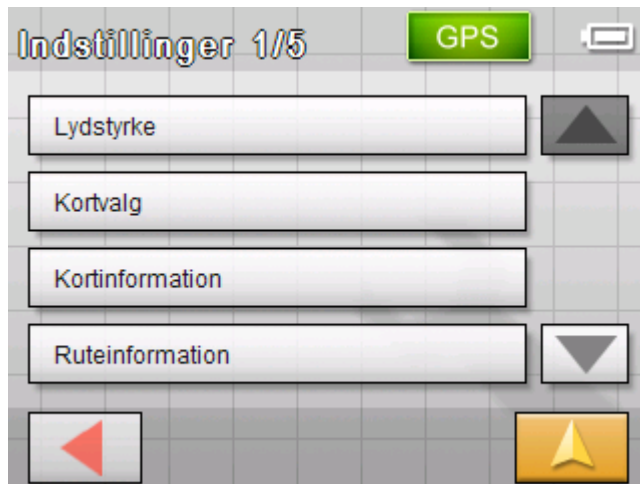 Indstillinger 1/5
GPS
Lydstyrke
Kortvalg
Kortinformation
Ruteinformation